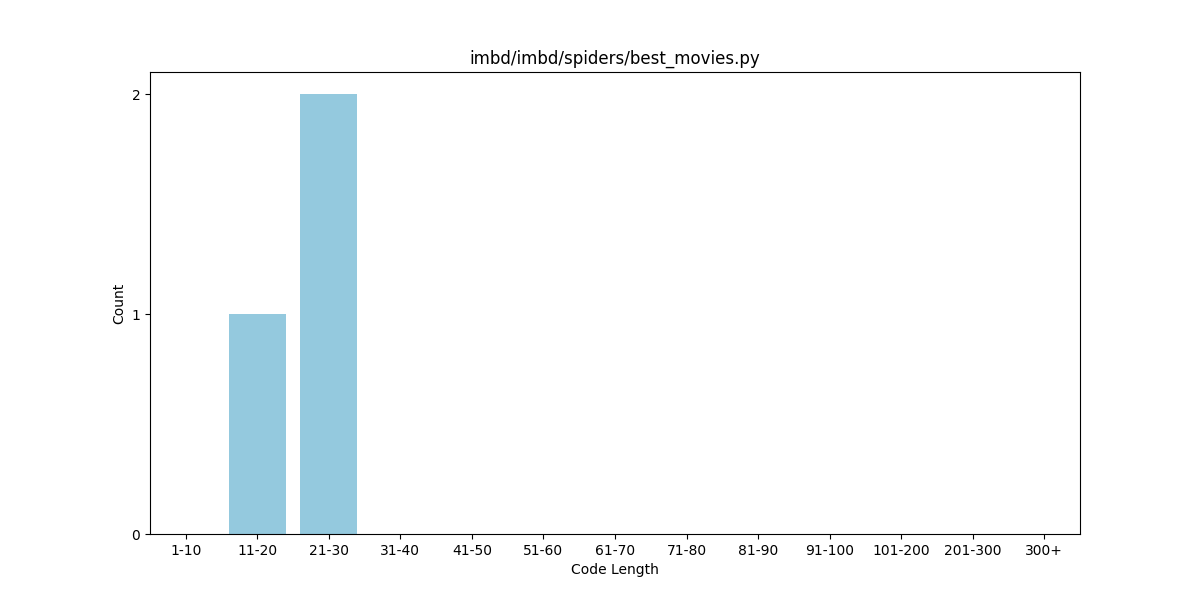 imbd/imbd/spiders/best_movies.py
2
1
0
Count
1-10 11-20 21-30 31-40 41-50 51-60 61-70 71-80 81-90 91-100 101-200 201-300 300+
Code Length